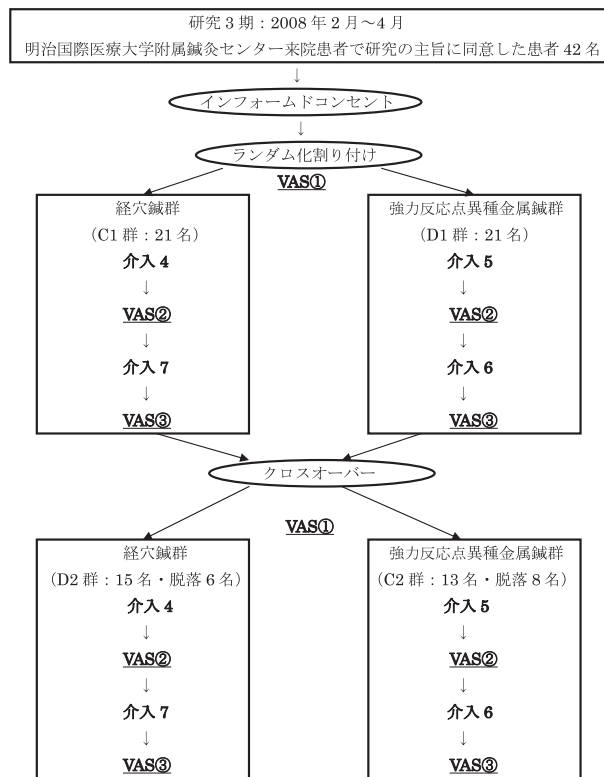 研究 3 期：2008 年 2 月～4 月
明治国際医療大学附属鍼灸センター来院患者で研究の主旨に同意した患者 42 名
↓
インフォームドコンセント
↓
ランダム化割り付け
VAS①
経穴鍼群
（C1 群：21 名）
介入 4
↓
VAS②
↓
介入 7
↓
VAS③
強力反応点異種金属鍼群
（D1 群：21 名）
介入 5
↓
VAS②
↓
介入 6
↓
VAS③
クロスオーバー
VAS①
経穴鍼群
（D2 群：15 名・脱落 6 名）
介入 4
↓
VAS②
↓
介入 7
↓
VAS③
強力反応点異種金属鍼群
（C2 群：13 名・脱落 8 名）
介入 5
↓
VAS②
↓
介入 6
↓
VAS③